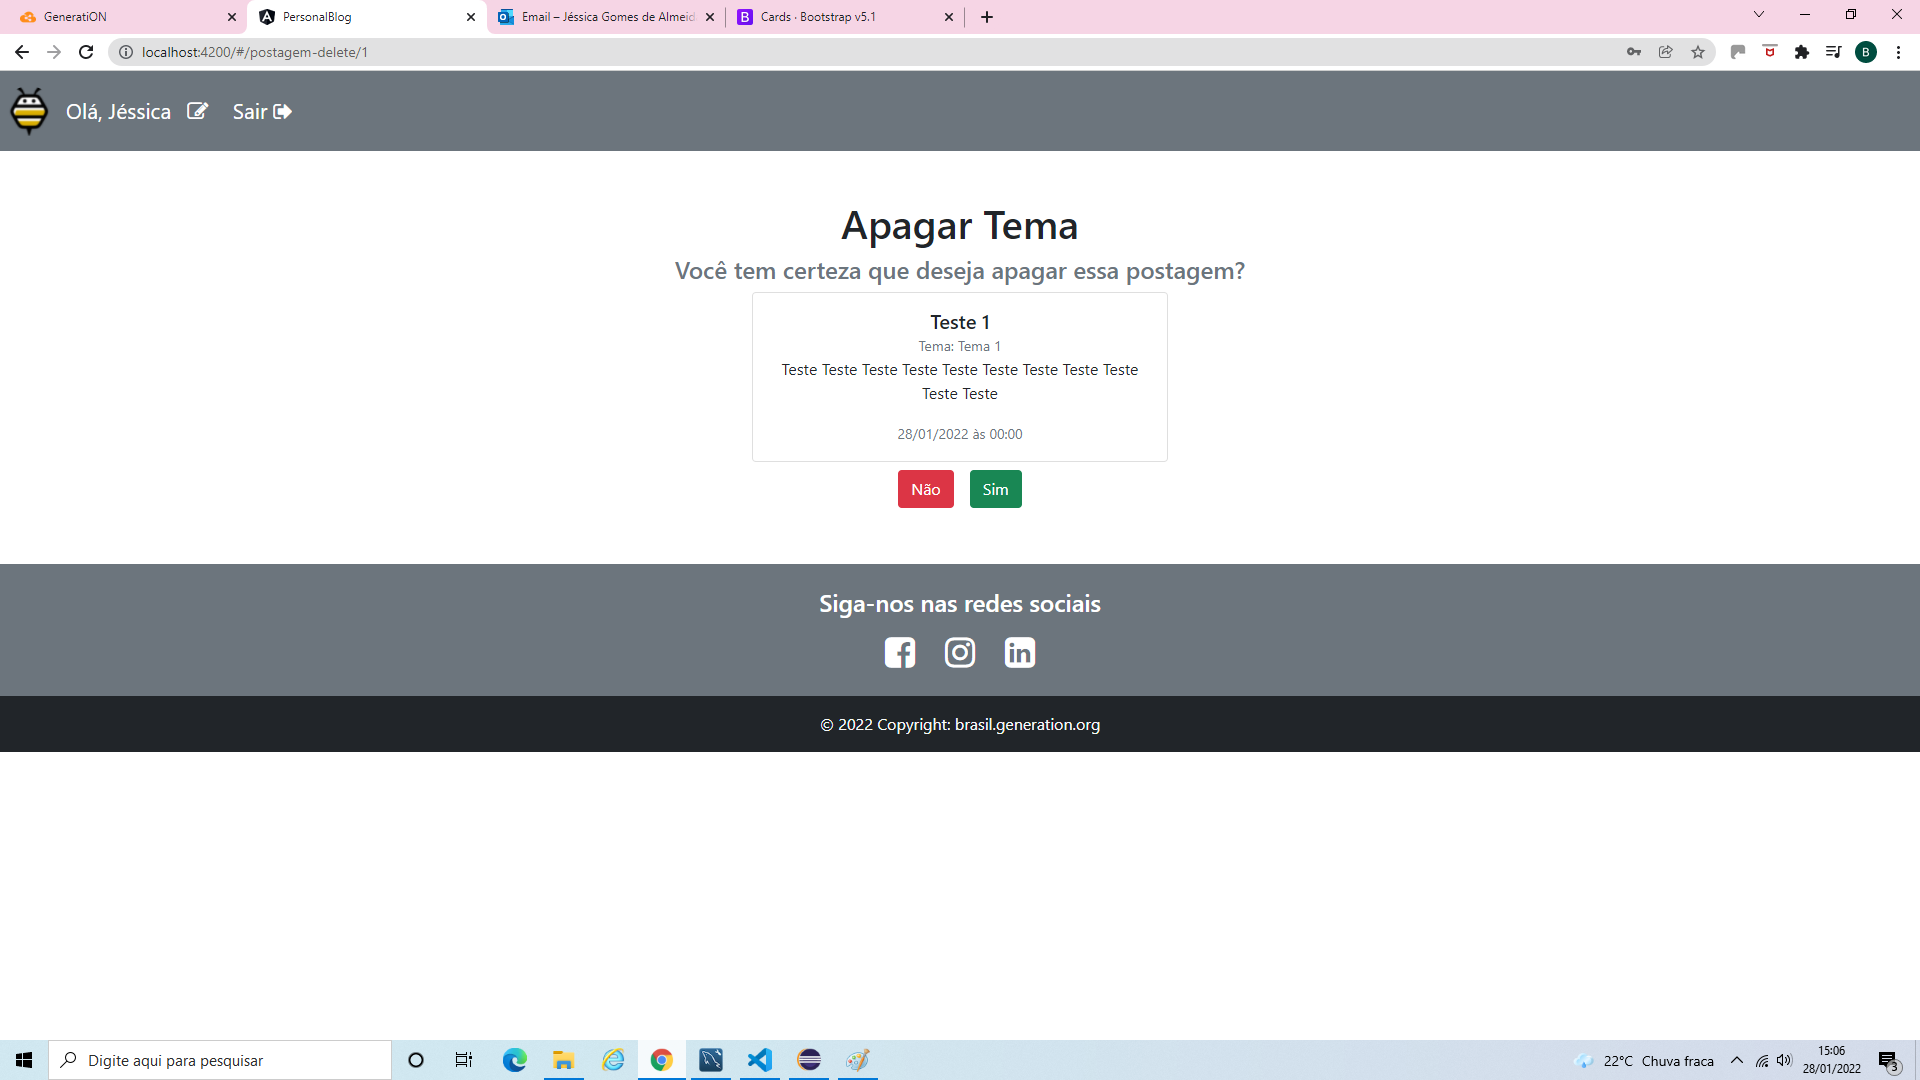 GeneratiON
PersonalBlog
Email – Jéssica Gomes de Almeid
Cards · Bootstrap v5.1
localhost:4200/#/postagem-delete/1
B
Olá, Jéssica
Sair
Apagar Tema
Você tem certeza que deseja apagar essa postagem?
Teste 1
Tema: Tema 1
Teste Teste Teste Teste Teste Teste Teste Teste Teste
Teste Teste
28/01/2022 às 00:00
Não
Sim
Siga-nos nas redes sociais
© 2022 Copyright: brasil.generation.org
Digite aqui para pesquisar
22°C Chuva fraca
15:06
28/01/2022
3